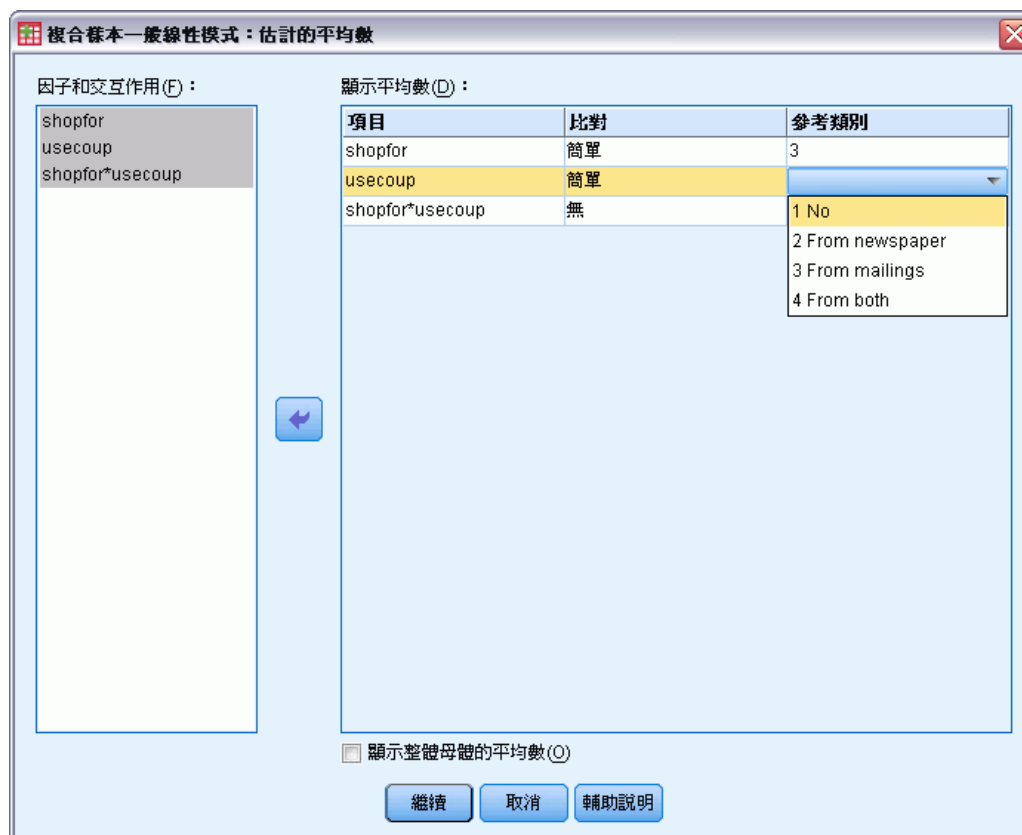 複合樣本一般線性模式：估計的平均數
因子和交互作用(F)：
shopfor
usecoup
shopfor*usecoup
顯示平均數(D)：
項目 比對 參考類別
shopfor 簡單 3
usecoup 簡單
shopfor*usecoup 無
1 No
2 From newspaper
3 From mailings
4 From both
顯示整體母體的平均數(O)
繼續 取消 輔助說明